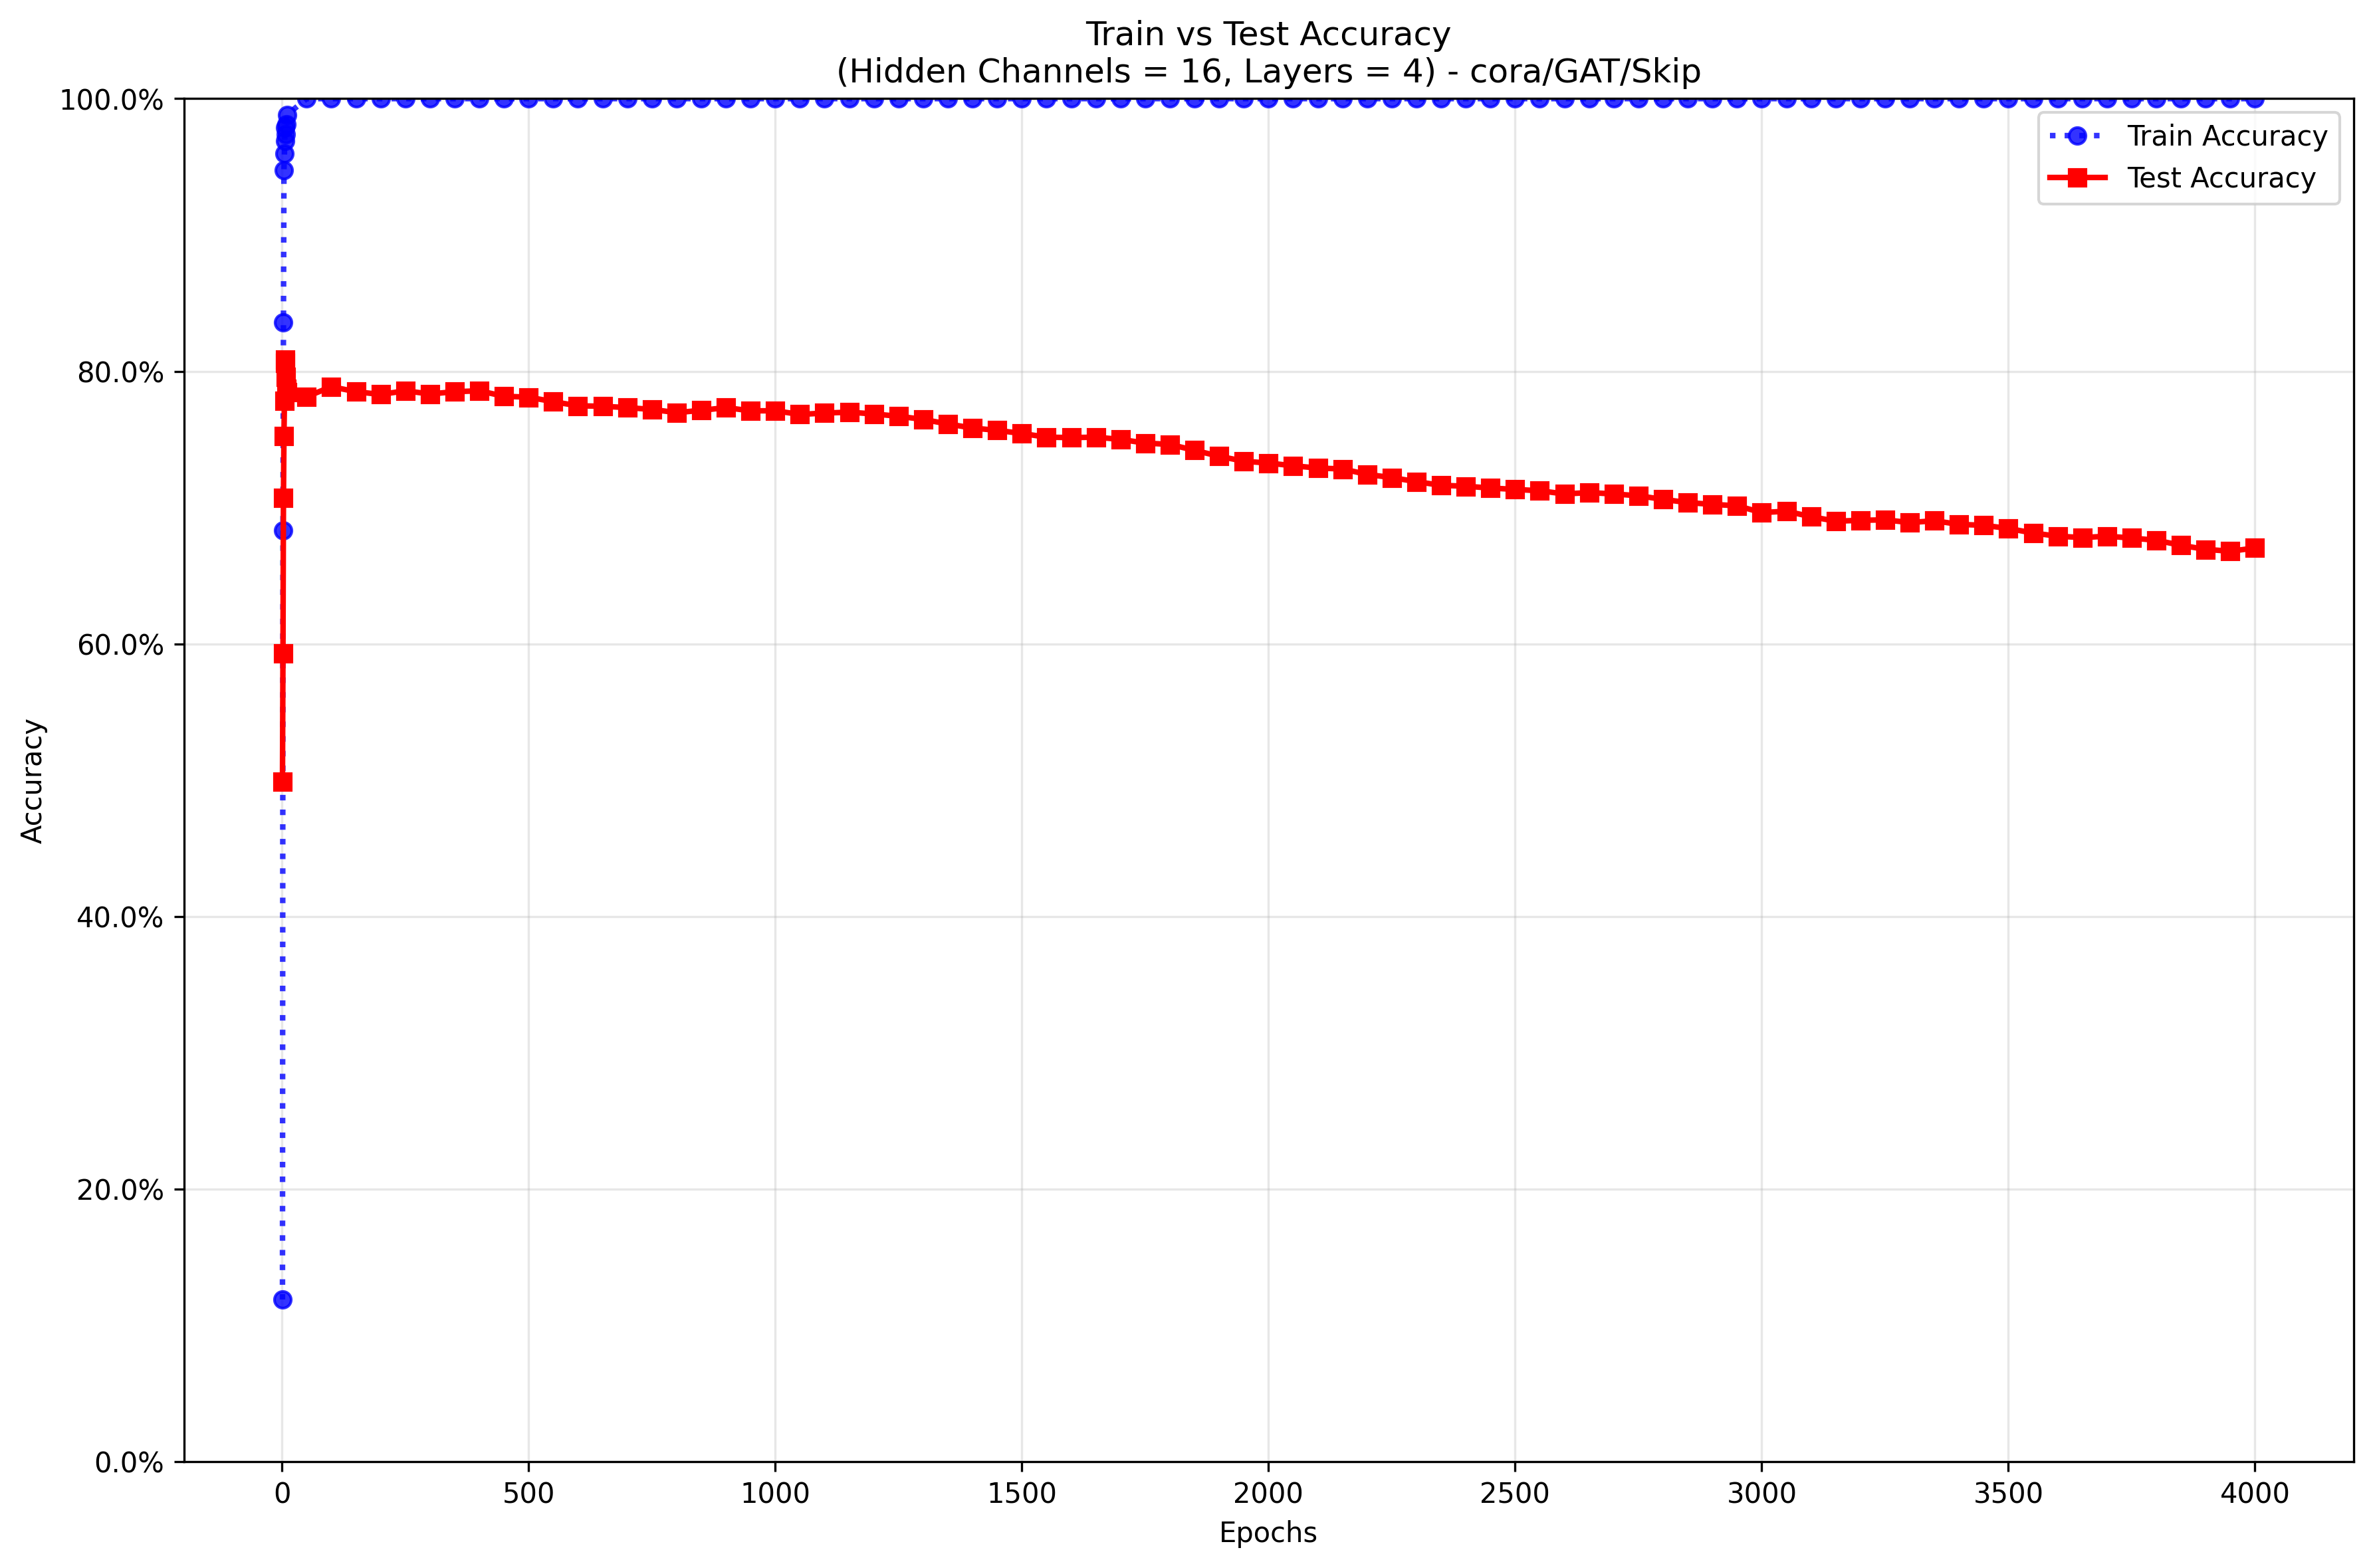 Train vs Test Accuracy
(Hidden Channels = 16, Layers = 4) - cora/GAT/Skip
100.0%
80.0%
60.0%
40.0%
20.0%
0.0%
Accuracy
Train Accuracy
Test Accuracy
0 500 1000 1500 2000 2500 3000 3500 4000
Epochs